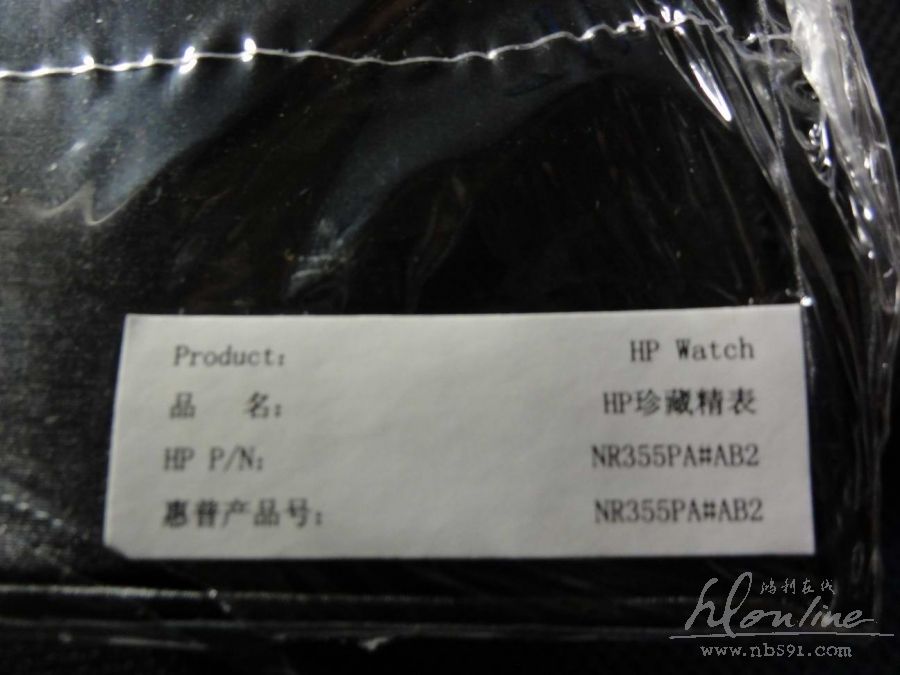 Product: HP Watch
品 名: HP珍藏精表
HP P/N: NR355PA#AB2
惠普产品号: NR355PA#AB2
鸿利在线
hlonline
www.nb591.com